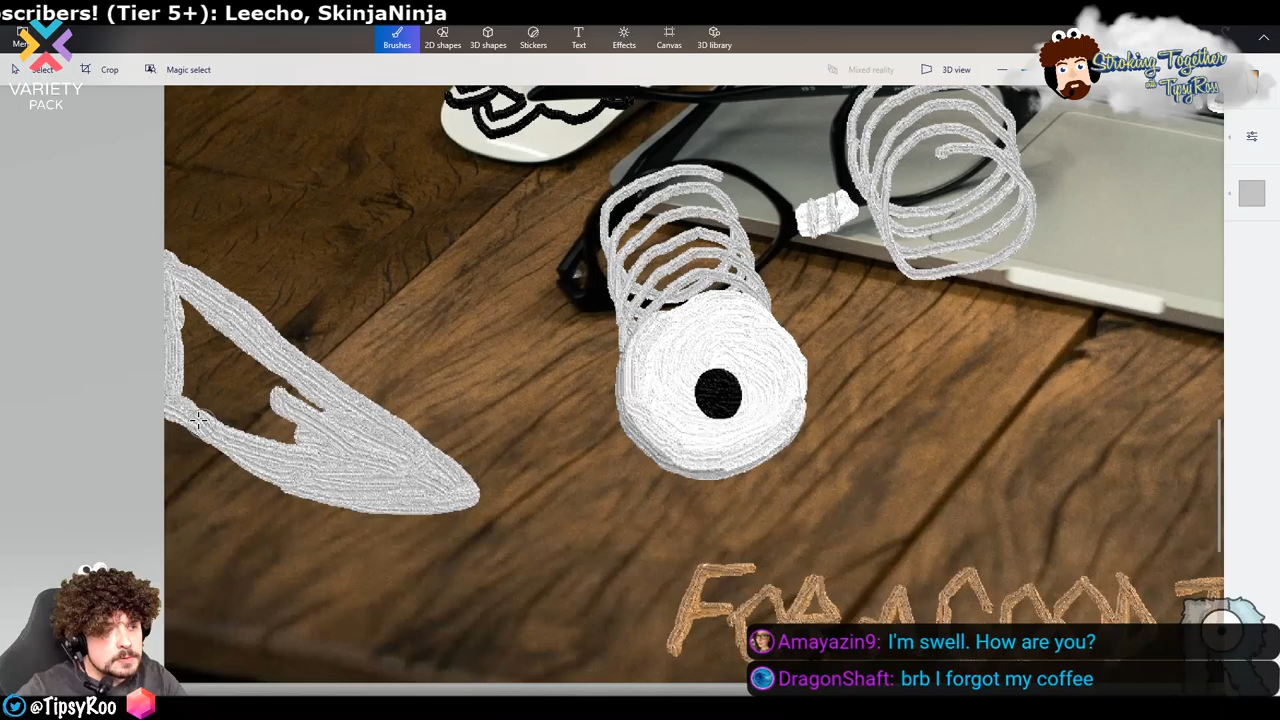 scribers! (Tier 5+): Leecho, SkinjaNinja
Brushes
2D shapes
3D shapes
Stickers
Text
Effects
Canvas
3D library
Select
Crop
Magic select
Mixed reality
3D view
VARIETY
PACK
Stroking Together
with TipsyRoo
Amayazin9: I'm swell. How are you?
DragonShaft: brb I forgot my coffee
@TipsyRoo